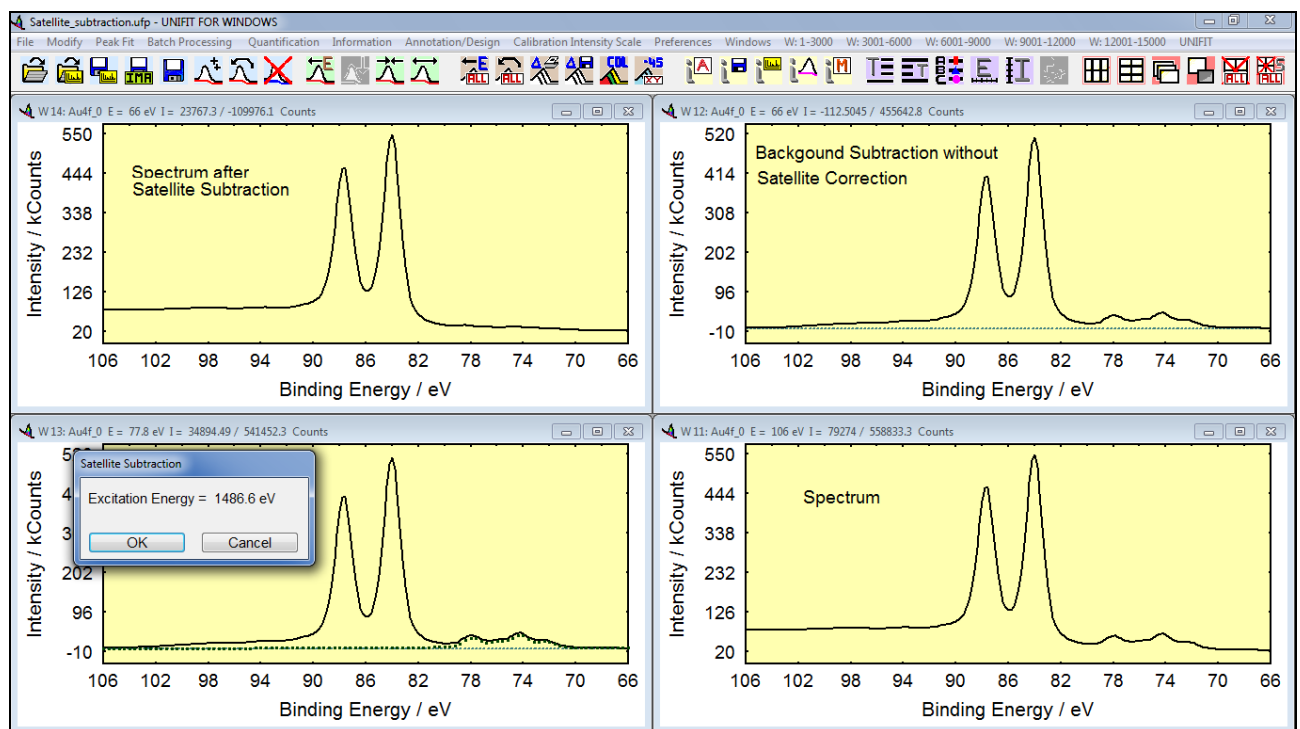 Satellite_subtraction.ufp - UNIFIT FOR WINDOWS
File Modify Peak Fit Batch Processing Quantification Information Annotation/Design Calibration Intensity Scale Preferences Windows W: 1-3000 W: 3001-6000 W: 6001-9000 W: 9001-12000 W: 12001-15000 UNIFIT
IMA E E ALL ALL COL -45 XY i A i i i i M T E T E I ALL ALL
W 14: Au4f_0 E = 66 eV I = 23767.3 / -109976.1 Counts
550
444
338
232
126
20
Intensity / kCounts
Spectrum after
Satellite Subtraction
106 102 98 94 90 86 82 78 74 70 66
Binding Energy / eV
W 12: Au4f_0 E = 66 eV I = -112.5045 / 455642.8 Counts
520
414
308
202
96
-10
Intensity / kCounts
Backgound Subtraction without
Satellite Correction
106 102 98 94 90 86 82 78 74 70 66
Binding Energy / eV
W 13: Au4f_0 E = 77.8 eV I = 34894.49 / 541452.3 Counts
202
96
-10
Intensity / kCounts
Satellite Subtraction
Excitation Energy = 1486.6 eV
OK Cancel
106 102 98 94 90 86 82 78 74 70 66
Binding Energy / eV
W 11: Au4f_0 E = 106 eV I = 79274 / 558833.3 Counts
550
444
338
232
126
20
Intensity / kCounts
Spectrum
106 102 98 94 90 86 82 78 74 70 66
Binding Energy / eV